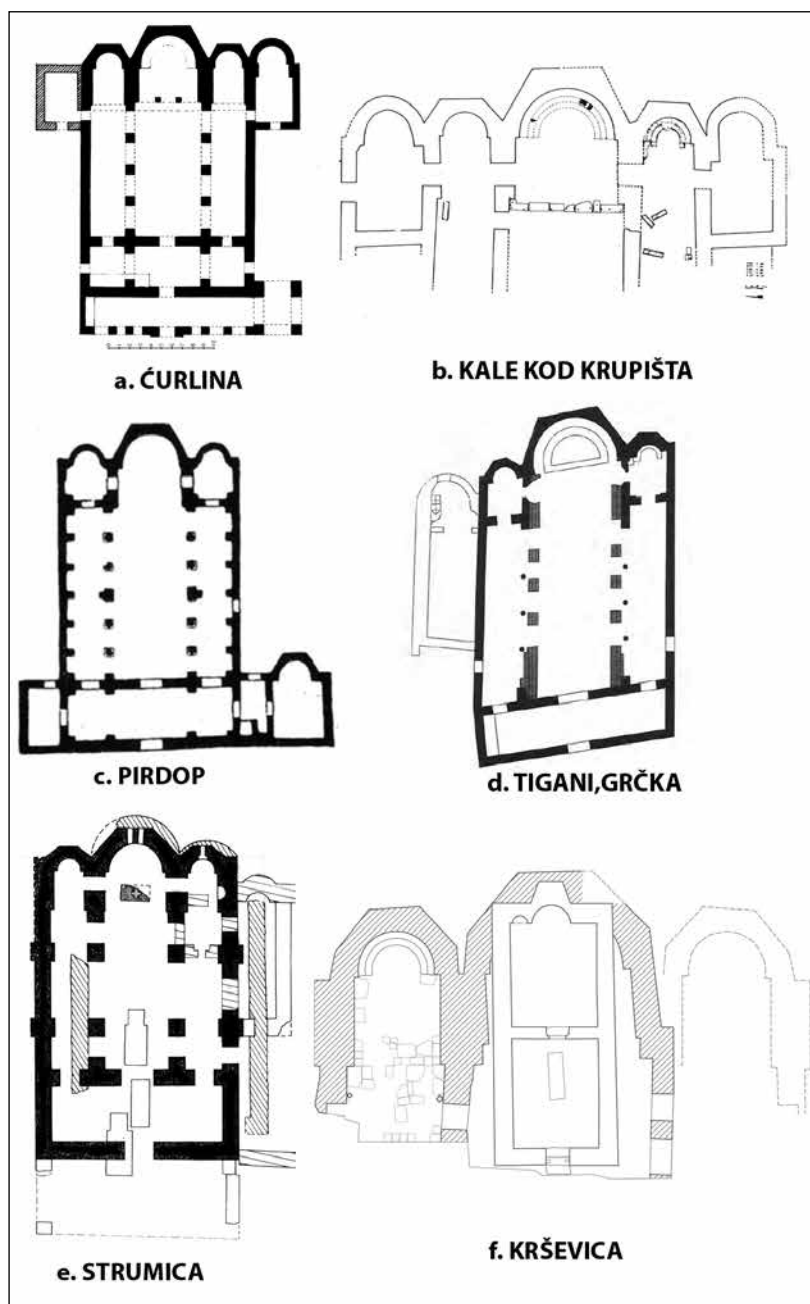 a. ĆURLINA
b. KALE KOD KRUPIŠTA
c. PIRDOP
d. TIGANI,GRČKA
e. STRUMICA
f. KRŠEVICA